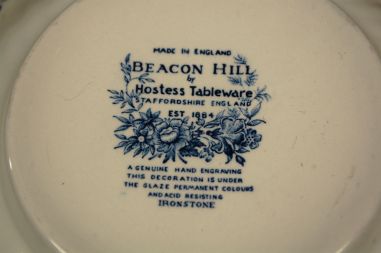 MADE IN ENGLAND
BEACON HILL
by
Hostess Tableware
STAFFORDSHIRE ENGLAND
EST 1884
A GENUINE HAND ENGRAVING
THIS DECORATION IS UNDER
THE GLAZE PERMANENT COLOURS
AND ACID RESISTING
IRONSTONE